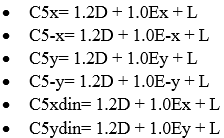 • C5x= 1.2D + 1.0Ex + L
• C5-x= 1.2D + 1.0E-x + L
• C5y= 1.2D + 1.0Ey + L
• C5-y= 1.2D + 1.0E-y + L
• C5xdin= 1.2D + 1.0Ex + L
• C5ydin= 1.2D + 1.0Ey + L